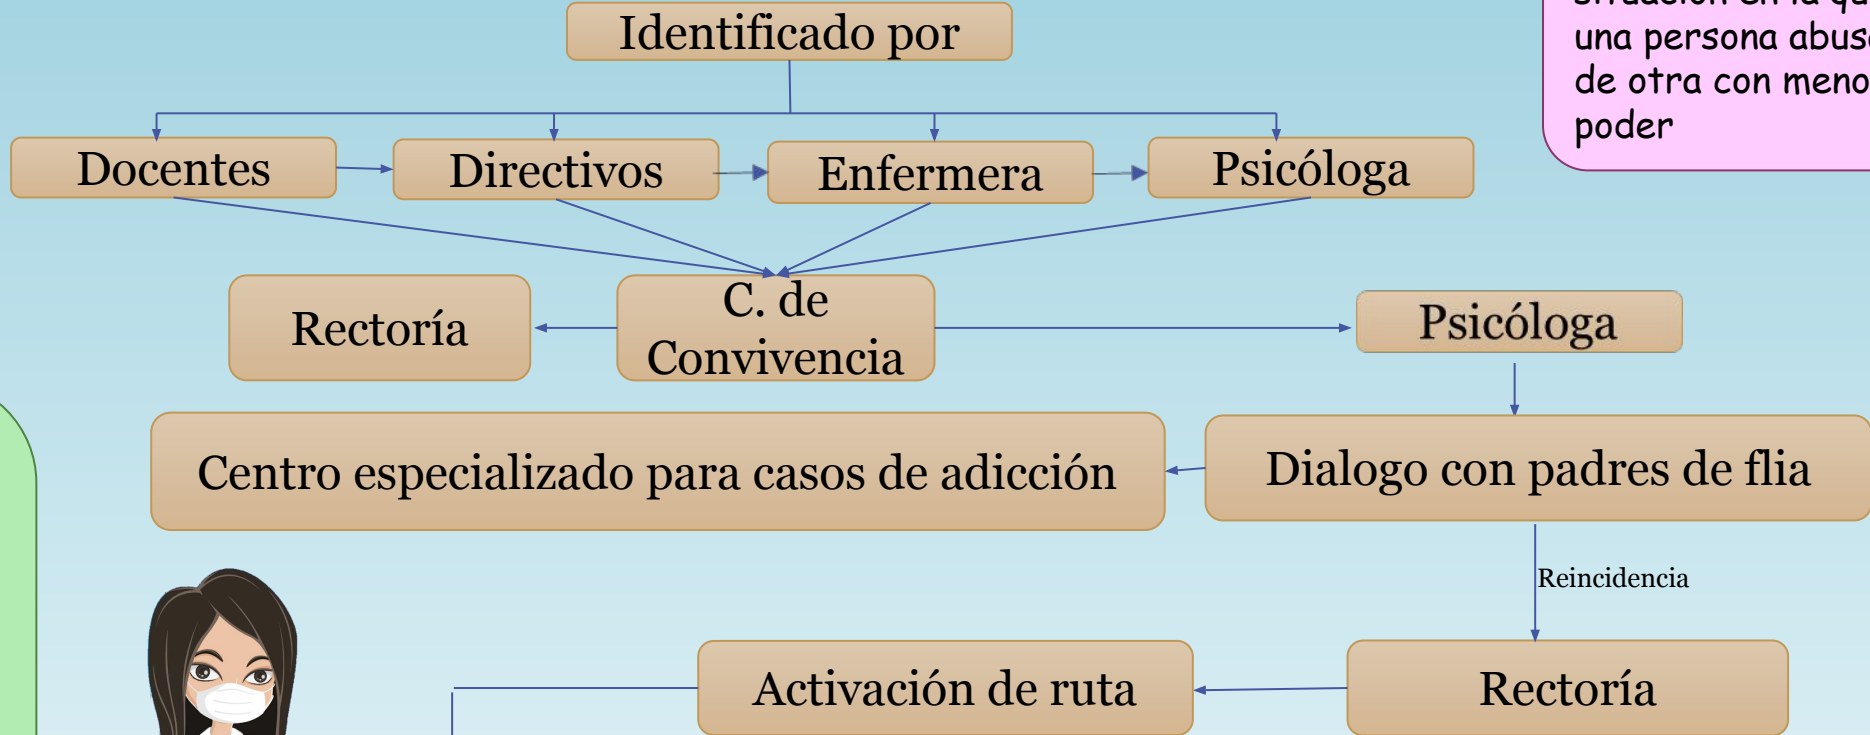 Identificado por
una persona abus
de otra con meno
poder
Docentes
Directivos
Enfermera
Psicóloga
Rectoría
C. de
Convivencia
Psicóloga
Centro especializado para casos de adicción
Dialogo con padres de flia
Reincidencia
Activación de ruta
Rectoría